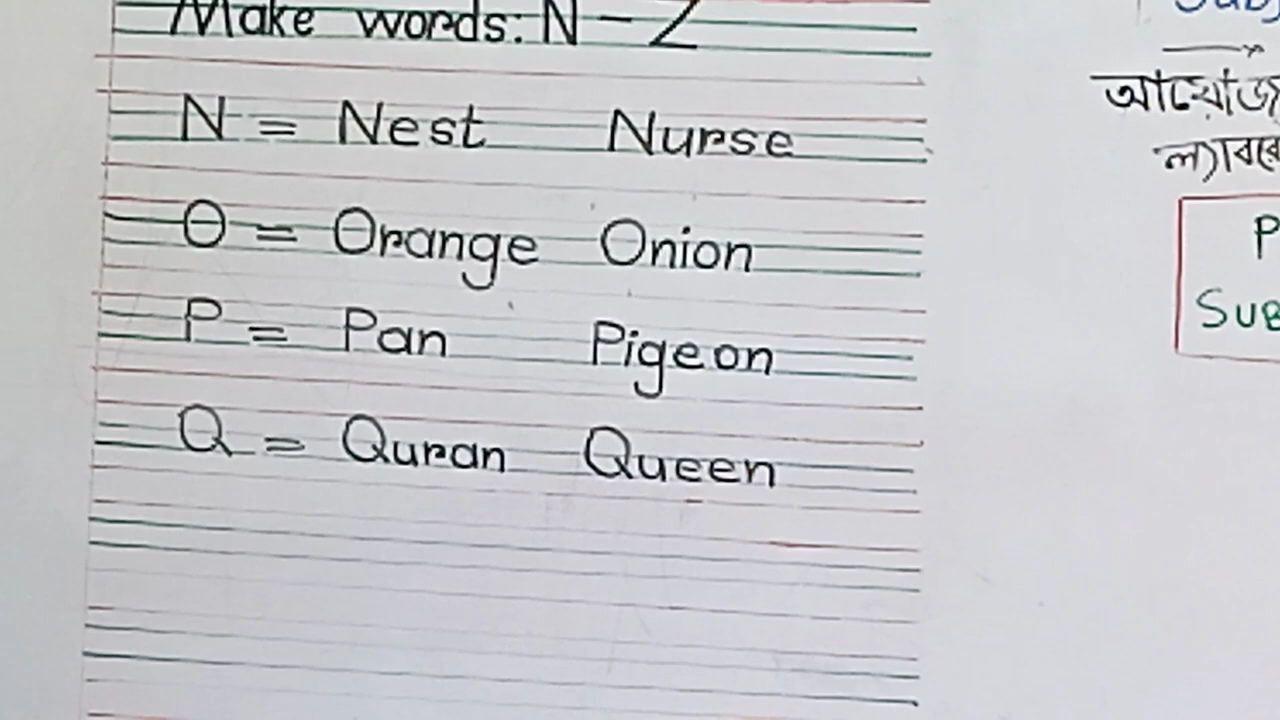 Make words: N - Z
N = Nest Nurse
O = Orange Onion
P = Pan Pigeon
Q = Quran Queen
P